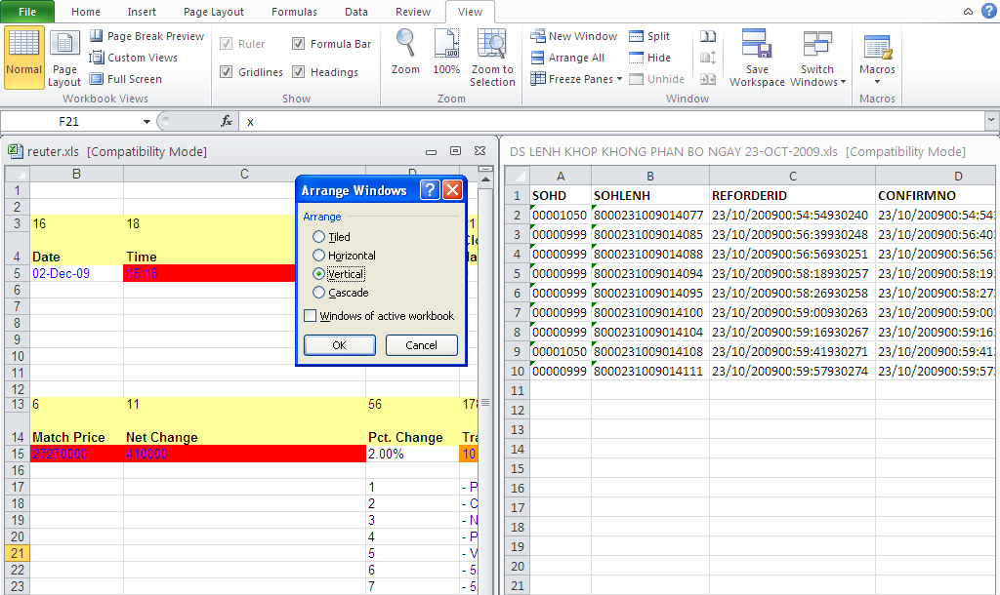 File Home Insert Page Layout Formulas Data Review View
Normal Page Layout Page Break Preview Custom Views Full Screen
Workbook Views
Ruler Formula Bar
Gridlines Headings
Show
Zoom 100% Zoom to Selection
Zoom
New Window Split
Arrange All Hide
Freeze Panes Unhide
Save Workspace Switch Windows
Window
Macros
Macros
F21 fx x
reuter.xls [Compatibility Mode]
B C D
1
2
3 16 18
4 Date Time
5 02-Dec-09 15:18
6
7
8
9
10
11
12
13 6 11 56 178
14 Match Price Net Change Pct. Change Tra
15 27270000 410000 2.00% 10
16
17 1 - P
18 2 - C
19 3 - N
20 4 - P
21 5 - V
22 6 - 5
23 7 - 5
Arrange Windows
Arrange
Tiled
Horizontal
Vertical
Cascade
Windows of active workbook
OK Cancel
DS LENH KHOP KHONG PHAN BO NGAY 23-OCT-2009.xls [Compatibility Mode]
A B C D
1 SOHD SOHLENH REFORDERID CONFIRMNO
2 00001050 8000231009014077 23/10/200900:54:54930240 23/10/200900:54:54
3 00000999 8000231009014085 23/10/200900:56:39930248 23/10/200900:56:40
4 00000999 8000231009014088 23/10/200900:56:56930251 23/10/200900:56:56
5 00000999 8000231009014094 23/10/200900:58:18930257 23/10/200900:58:19
6 00000999 8000231009014095 23/10/200900:58:26930258 23/10/200900:58:27
7 00000999 8000231009014100 23/10/200900:59:00930263 23/10/200900:59:00
8 00000999 8000231009014104 23/10/200900:59:16930267 23/10/200900:59:16
9 00001050 8000231009014108 23/10/200900:59:41930271 23/10/200900:59:41
10 00000999 8000231009014111 23/10/200900:59:57930274 23/10/200900:59:57
11
12
13
14
15
16
17
18
19
20
21